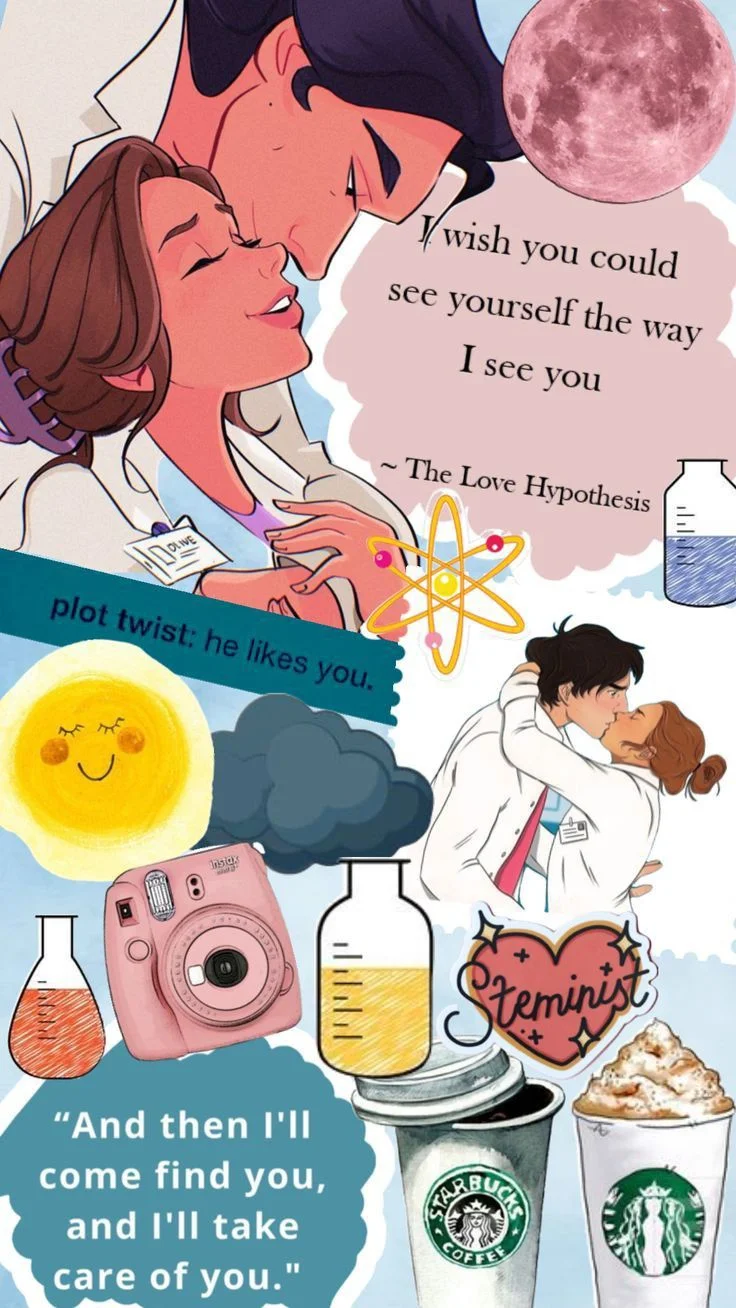 I wish you could
see yourself the way
I see you
~ The Love Hypothesis
OLIVE
plot twist: he likes you.
instax
Steminist
“And then I'll
come find you,
and I'll take
care of you."
STARBUCKS
COFFEE